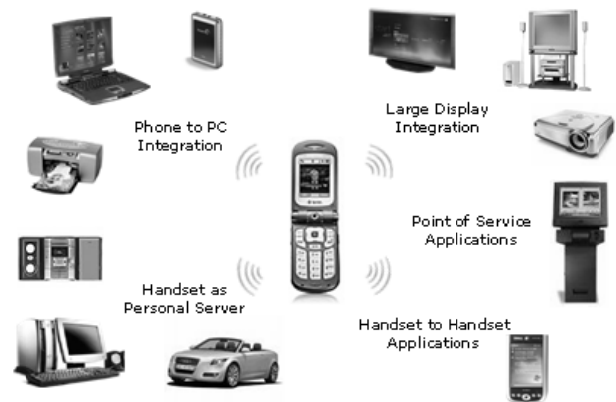 Phone to PC
Integration
Large Display
Integration
Point of Service
Applications
Handset as
Personal Server
Handset to Handset
Applications